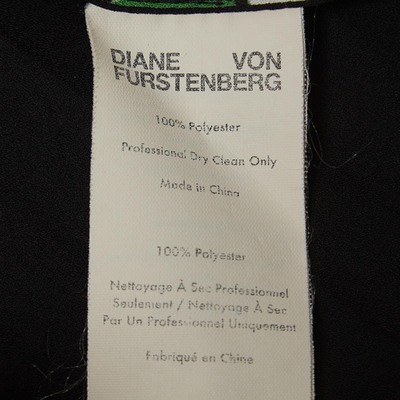 DIANE VON
FURSTENBERG
100% Polyester
Professional Dry Clean Only
Made in China
100% Polyester
Nettoyage À Sec Professionnel
Seulement / Nettoyage À Sec
Par Un Professionnel Uniquement
Fabriqué en Chine